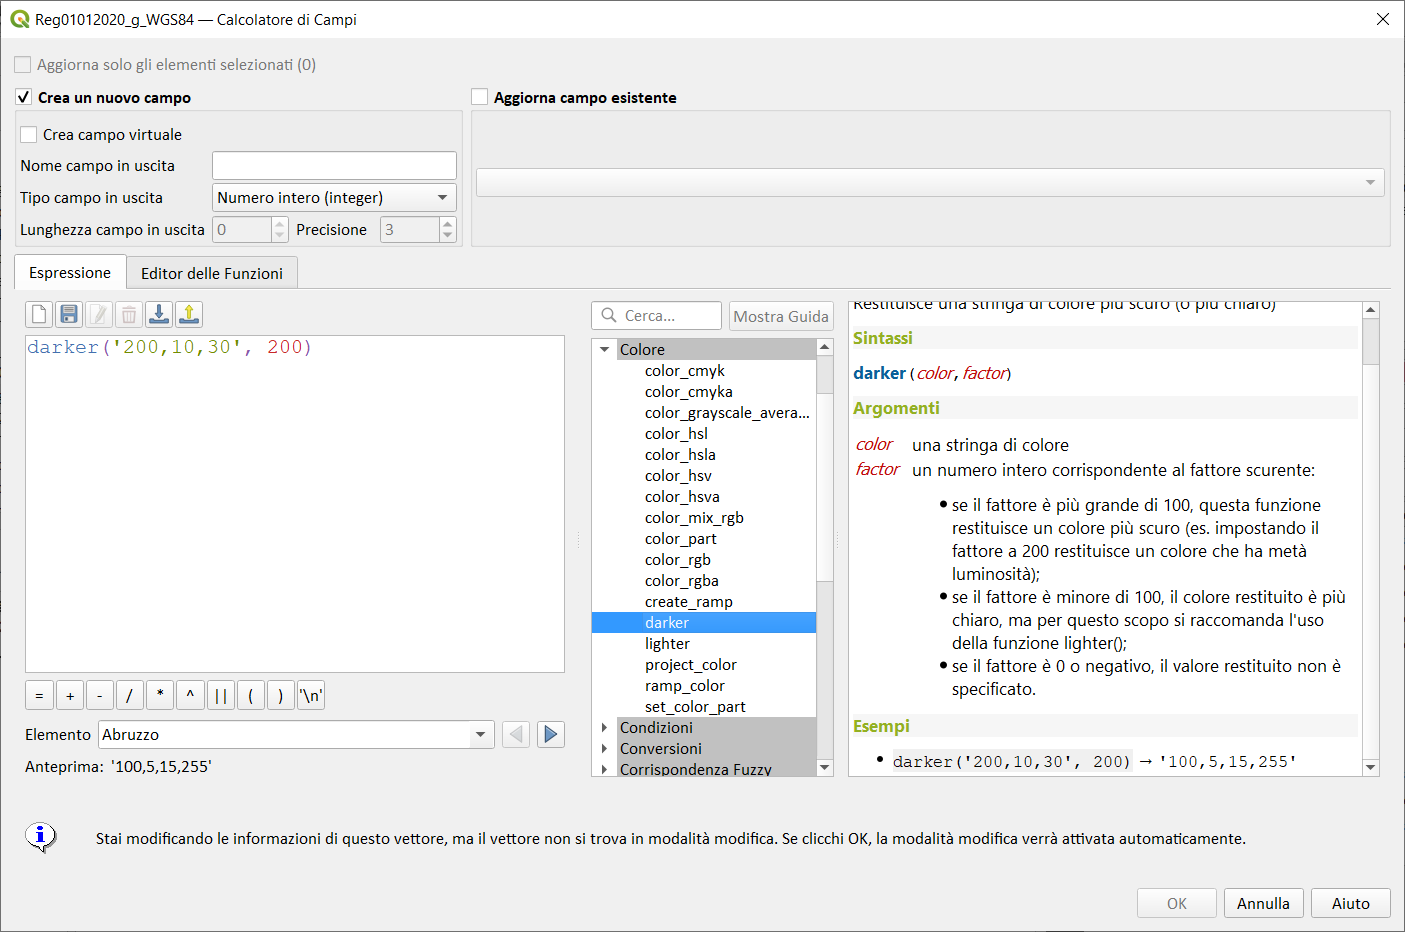 Reg01012020_g_WGS84 — Calcolatore di Campi
Aggiorna solo gli elementi selezionati (0)
Crea un nuovo campo
Aggiorna campo esistente
Crea campo virtuale
Nome campo in uscita
Tipo campo in uscita Numero intero (integer)
Lunghezza campo in uscita 0 Precisione 3
Espressione Editor delle Funzioni
darker('200,10,30', 200)
= + - / * ^ || ( ) '\n'
Elemento Abruzzo
Anteprima: '100,5,15,255'
Cerca... Mostra Guida
Colore
color_cmyk
color_cmyka
color_grayscale_avera...
color_hsl
color_hsla
color_hsv
color_hsva
color_mix_rgb
color_part
color_rgb
color_rgba
create_ramp
darker
lighter
project_color
ramp_color
set_color_part
Condizioni
Conversioni
Corrispondenza Fuzzy
Restituisce una stringa di colore più scuro (o più chiaro)
Sintassi
darker(color, factor)
Argomenti
color una stringa di colore
factor un numero intero corrispondente al fattore scurente:
● se il fattore è più grande di 100, questa funzione
restituisce un colore più scuro (es. impostando il
fattore a 200 restituisce un colore che ha metà
luminosità);
● se il fattore è minore di 100, il colore restituito è più
chiaro, ma per questo scopo si raccomanda l'uso
della funzione lighter();
● se il fattore è 0 o negativo, il valore restituito non è
specificato.
Esempi
• darker('200,10,30', 200) → '100,5,15,255'
Stai modificando le informazioni di questo vettore, ma il vettore non si trova in modalità modifica. Se clicchi OK, la modalità modifica verrà attivata automaticamente.
OK Annulla Aiuto